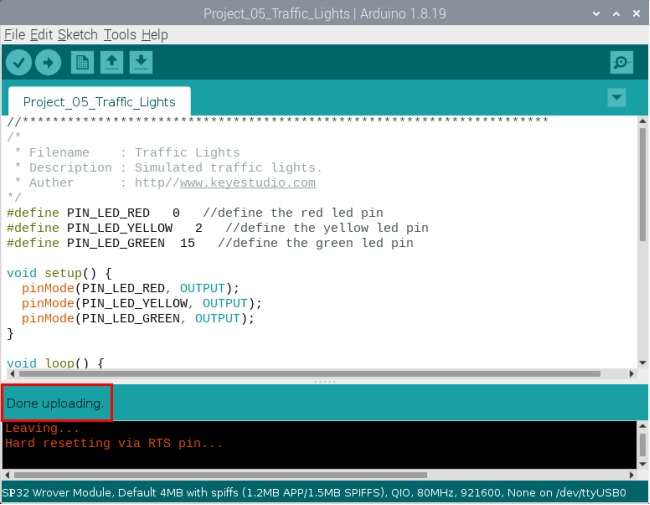 Project_05_Traffic_Lights | Arduino 1.8.19
File Edit Sketch Tools Help
Project_05_Traffic_Lights
//**********************************************************************
/*
 * Filename    : Traffic Lights
 * Description : Simulated traffic lights.
 * Auther      : http//www.keyestudio.com
*/
#define PIN_LED_RED   0   //define the red led pin
#define PIN_LED_YELLOW   2   //define the yellow led pin
#define PIN_LED_GREEN  15   //define the green led pin
void setup() {
  pinMode(PIN_LED_RED, OUTPUT);
  pinMode(PIN_LED_YELLOW, OUTPUT);
  pinMode(PIN_LED_GREEN, OUTPUT);
}
void loop() {
Done uploading.
Leaving...
Hard resetting via RTS pin...
P32 Wrover Module, Default 4MB with spiffs (1.2MB APP/1.5MB SPIFFS), QIO, 80MHz, 921600, None on /dev/ttyUSB0